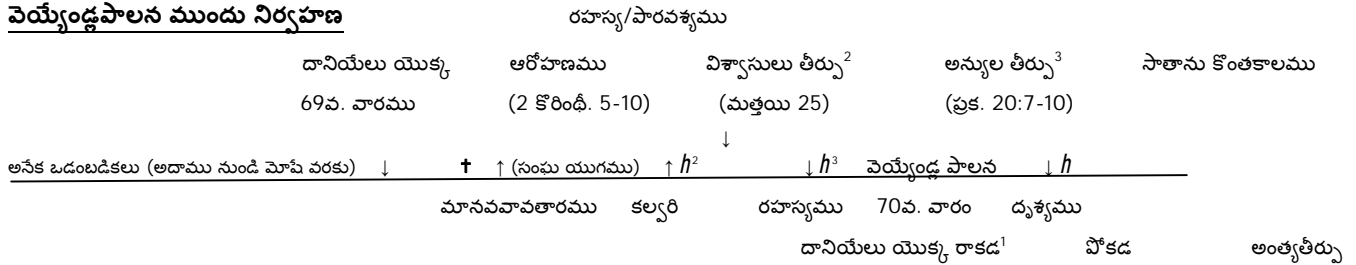 వెయ్యేండ్లపాలన ముందు నిర్వహణ రహస్య/పారవశ్యము
దానియేలు యొక్క ఆరోహణము విశ్వాసులు తీర్పు² అన్యుల తీర్పు³ సాతాను కొంతకాలము
69వ. వారము (2 కొరింథీ. 5-10) (మత్తయి 25) (ప్రక. 20:7-10)
↓
అనేక ఒడంబడికలు (అదాము నుండి మోషే వరకు) ↓ ✝ ↑ (సంఘ యుగము) ↑ h² ↓ h³ వెయ్యేండ్ల పాలన ↓ h
మానవవావతారము కల్వరి రహస్యము 70వ. వారం దృశ్యము
దానియేలు యొక్క రాకడ¹ పోకడ అంత్యతీర్పు